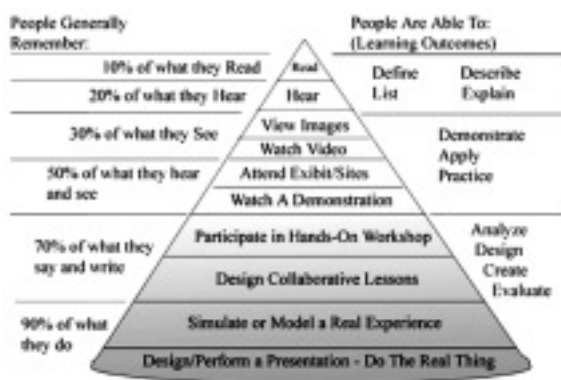 People Generally
Remember:
10% of what they Read
20% of what they Hear
30% of what they See
50% of what they hear
and see
70% of what they
say and write
90% of what
they do
Read
Hear
View Images
Watch Video
Attend Exibit/Sites
Watch A Demonstration
Participate in Hands-On Workshop
Design Collaborative Lessons
Simulate or Model a Real Experience
Design/Perform a Presentation - Do The Real Thing
People Are Able To:
(Learning Outcomes)
Define Describe
List Explain
Demonstrate
Apply
Practice
Analyze
Design
Create
Evaluate